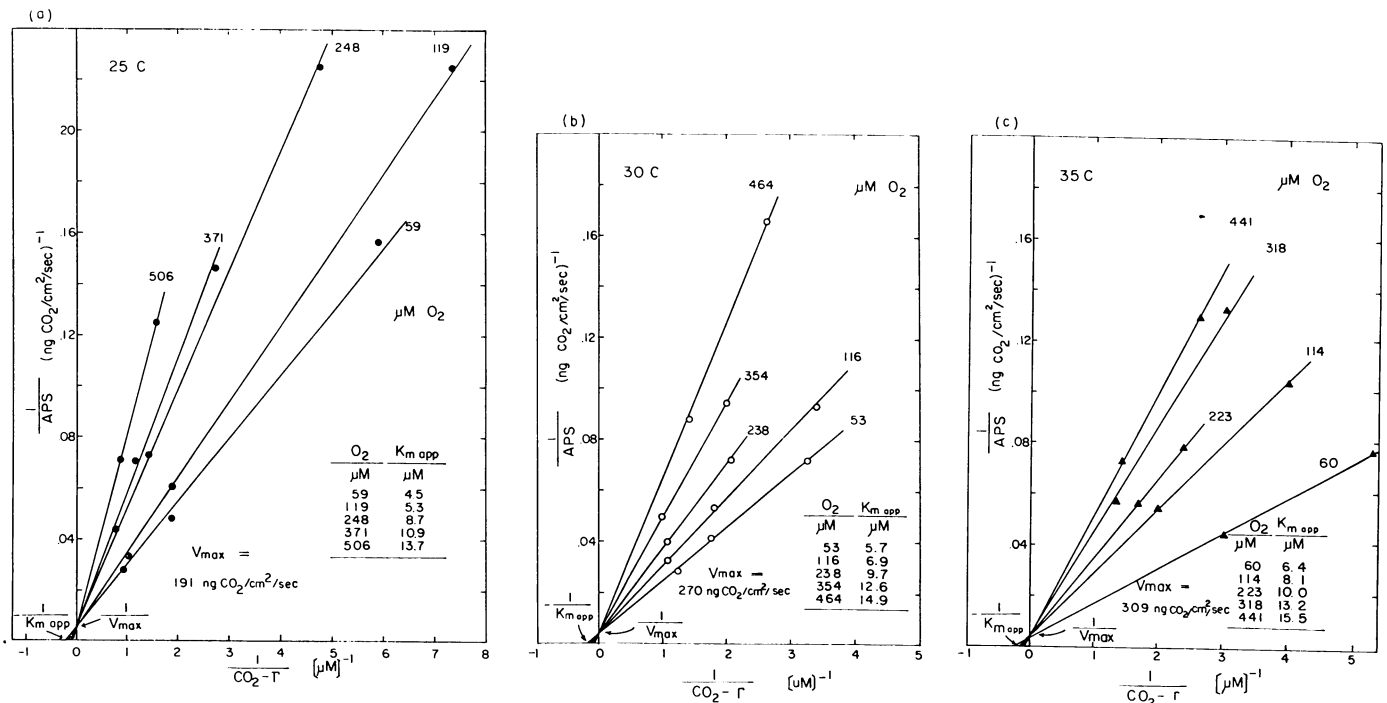 (a)
25 C
248
119
59
371
506
μM O2
.20
.16
.12
.08
.04
1/APS (ng CO2/cm²/sec)⁻¹
O2 Km app
μM μM
59 4.5
119 5.3
248 8.7
371 10.9
506 13.7
Vmax =
191 ng CO2/cm²/sec
-1/Km app
1/Vmax
-1 0 1 2 3 4 5 6 7 8
1/CO2-Γ [μM]⁻¹
(b)
30 C
μM O2
464
354
116
238
53
.16
.12
.08
.04
1/APS (ng CO2/cm²/sec)⁻¹
O2 Km app
μM μM
53 5.7
116 6.9
238 9.7
354 12.6
464 14.9
Vmax =
270 ng CO2/cm²/sec
-1/Km app
1/Vmax
-1 0 1 2 3 4 5
1/CO2-Γ [uM]⁻¹
(c)
35 C
μM O2
441
318
114
223
60
.16
.12
.08
.04
1/APS (ng CO2/cm²/sec)⁻¹
O2 Km app
μM μM
60 6.4
114 8.1
223 10.0
318 13.2
441 15.5
Vmax =
309 ng CO2/cm²/sec
-1/Km app
1/Vmax
-1 0 1 2 3 4 5
1/CO2-Γ [μM]⁻¹